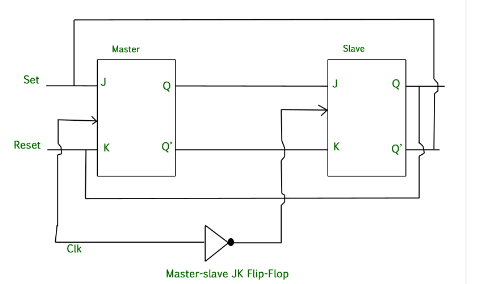 Master
Slave
Set
J
Q
J
Q
Reset
K
Q'
K
Q'
Clk
Master-slave JK Flip-Flop